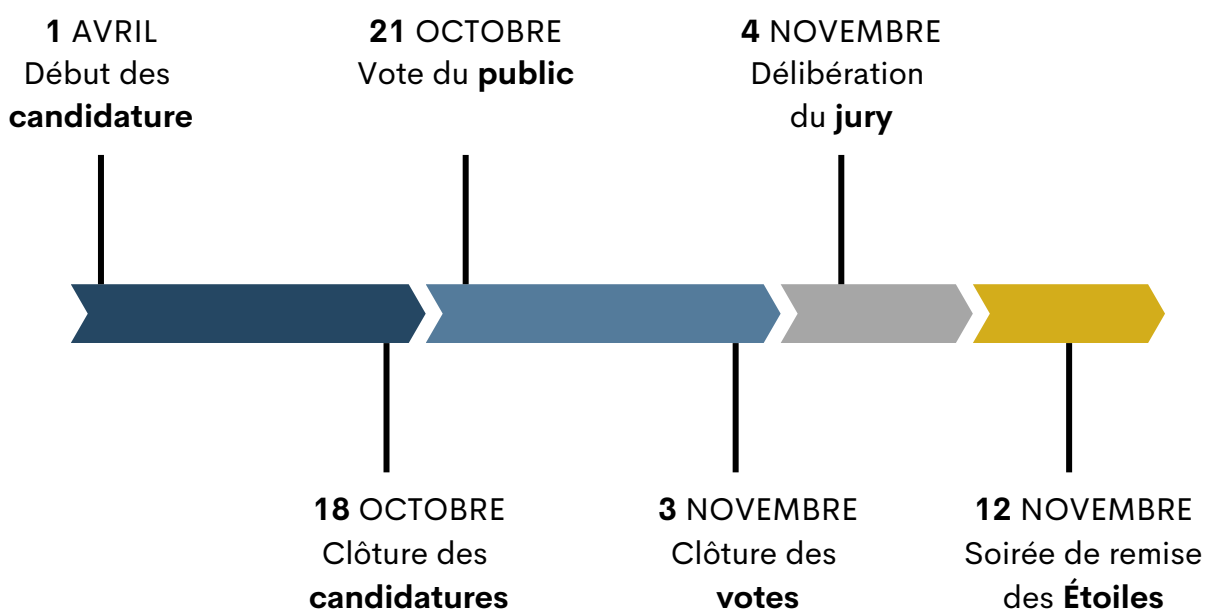 1 AVRIL
Début des
candidature
21 OCTOBRE
Vote du public
4 NOVEMBRE
Délibération
du jury
18 OCTOBRE
Clôture des
candidatures
3 NOVEMBRE
Clôture des
votes
12 NOVEMBRE
Soirée de remise
des Étoiles